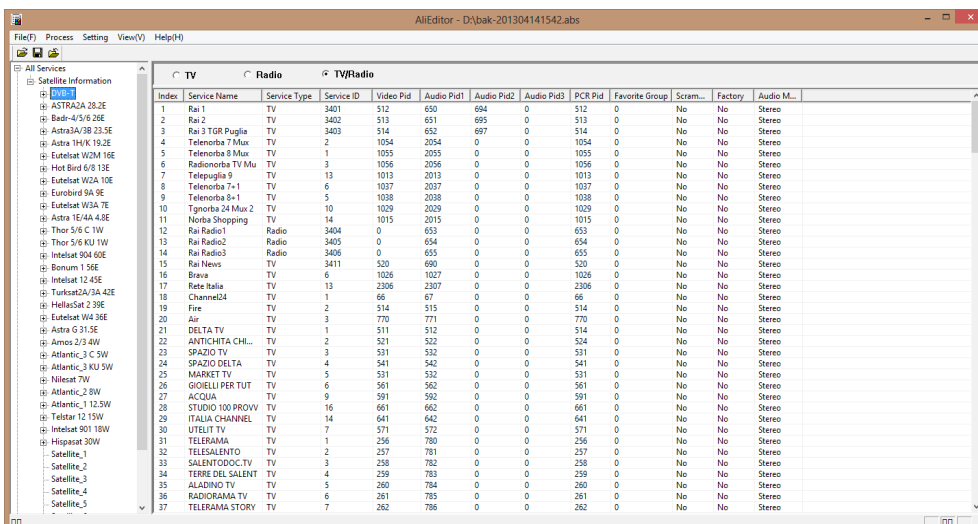 AliEditor - D:\bak-201304141542.abs
File(F) Process Setting View(V) Help(H)
All Services
Satellite Information
DVB-T
ASTRA2A 28.2E
Badr-4/5/6 26E
Astra3A/3B 23.5E
Astra 1H/K 19.2E
Eutelsat W2M 16E
Hot Bird 6/8 13E
Eutelsat W2A 10E
Eurobird 9A 9E
Eutelsat W3A 7E
Astra 1E/4A 4.8E
Thor 5/6 C 1W
Thor 5/6 KU 1W
Intelsat 904 60E
Bonum 1 56E
Intelsat 12 45E
Turksat2A/3A 42E
HellasSat 2 39E
Eutelsat W4 36E
Astra G 31.5E
Amos 2/3 4W
Atlantic_3 C 5W
Atlantic_3 KU 5W
Nilesat 7W
Atlantic_2 8W
Atlantic_1 12.5W
Telstar 12 15W
Intelsat 901 18W
Hispasat 30W
Satellite_1
Satellite_2
Satellite_3
Satellite_4
Satellite_5
TV Radio TV/Radio
Index Service Name Service Type Service ID Video Pid Audio Pid1 Audio Pid2 Audio Pid3 PCR Pid Favorite Group Scram... Factory Audio M...
1 Rai 1 TV 3401 512 650 694 0 512 0 No No Stereo
2 Rai 2 TV 3402 513 651 695 0 513 0 No No Stereo
3 Rai 3 TGR Puglia TV 3403 514 652 697 0 514 0 No No Stereo
4 Telenorba 7 Mux TV 2 1054 2054 0 0 1054 0 No No Stereo
5 Telenorba 8 Mux TV 1 1055 2055 0 0 1055 0 No No Stereo
6 Radionorba TV Mu TV 3 1056 2056 0 0 1056 0 No No Stereo
7 Telepuglia 9 TV 13 1013 2013 0 0 1013 0 No No Stereo
8 Telenorba 7+1 TV 6 1037 2037 0 0 1037 0 No No Stereo
9 Telenorba 8+1 TV 5 1038 2038 0 0 1038 0 No No Stereo
10 Tgnorba 24 Mux 2 TV 10 1029 2029 0 0 1029 0 No No Stereo
11 Norba Shopping TV 14 1015 2015 0 0 1015 0 No No Stereo
12 Rai Radio1 Radio 3404 0 653 0 0 653 0 No No Stereo
13 Rai Radio2 Radio 3405 0 654 0 0 654 0 No No Stereo
14 Rai Radio3 Radio 3406 0 655 0 0 655 0 No No Stereo
15 Rai News TV 3411 520 690 0 0 520 0 No No Stereo
16 Brava TV 6 1026 1027 0 0 1026 0 No No Stereo
17 Rete Italia TV 13 2306 2307 0 0 2306 0 No No Stereo
18 Channel24 TV 1 66 67 0 0 66 0 No No Stereo
19 Fire TV 2 514 515 0 0 514 0 No No Stereo
20 Air TV 3 770 771 0 0 770 0 No No Stereo
21 DELTA TV TV 1 511 512 0 0 514 0 No No Stereo
22 ANTICHITA CHI... TV 2 521 522 0 0 524 0 No No Stereo
23 SPAZIO TV TV 3 531 532 0 0 531 0 No No Stereo
24 SPAZIO DELTA TV 4 541 542 0 0 541 0 No No Stereo
25 MARKET TV TV 5 531 532 0 0 531 0 No No Stereo
26 GIOIELLI PER TUT TV 6 561 562 0 0 561 0 No No Stereo
27 ACQUA TV 9 591 592 0 0 591 0 No No Stereo
28 STUDIO 100 PROVV TV 16 661 662 0 0 661 0 No No Stereo
29 ITALIA CHANNEL TV 14 641 642 0 0 641 0 No No Stereo
30 UTELIT TV TV 7 571 572 0 0 571 0 No No Stereo
31 TELERAMA TV 1 256 780 0 0 256 0 No No Stereo
32 TELESALENTO TV 2 257 781 0 0 257 0 No No Stereo
33 SALENTODOC.TV TV 3 258 782 0 0 258 0 No No Stereo
34 TERRE DEL SALENT TV 4 259 783 0 0 259 0 No No Stereo
35 ALADINO TV TV 5 260 784 0 0 260 0 No No Stereo
36 RADIORAMA TV TV 6 261 785 0 0 261 0 No No Stereo
37 TELERAMA STORY TV 7 262 786 0 0 262 0 No No Stereo